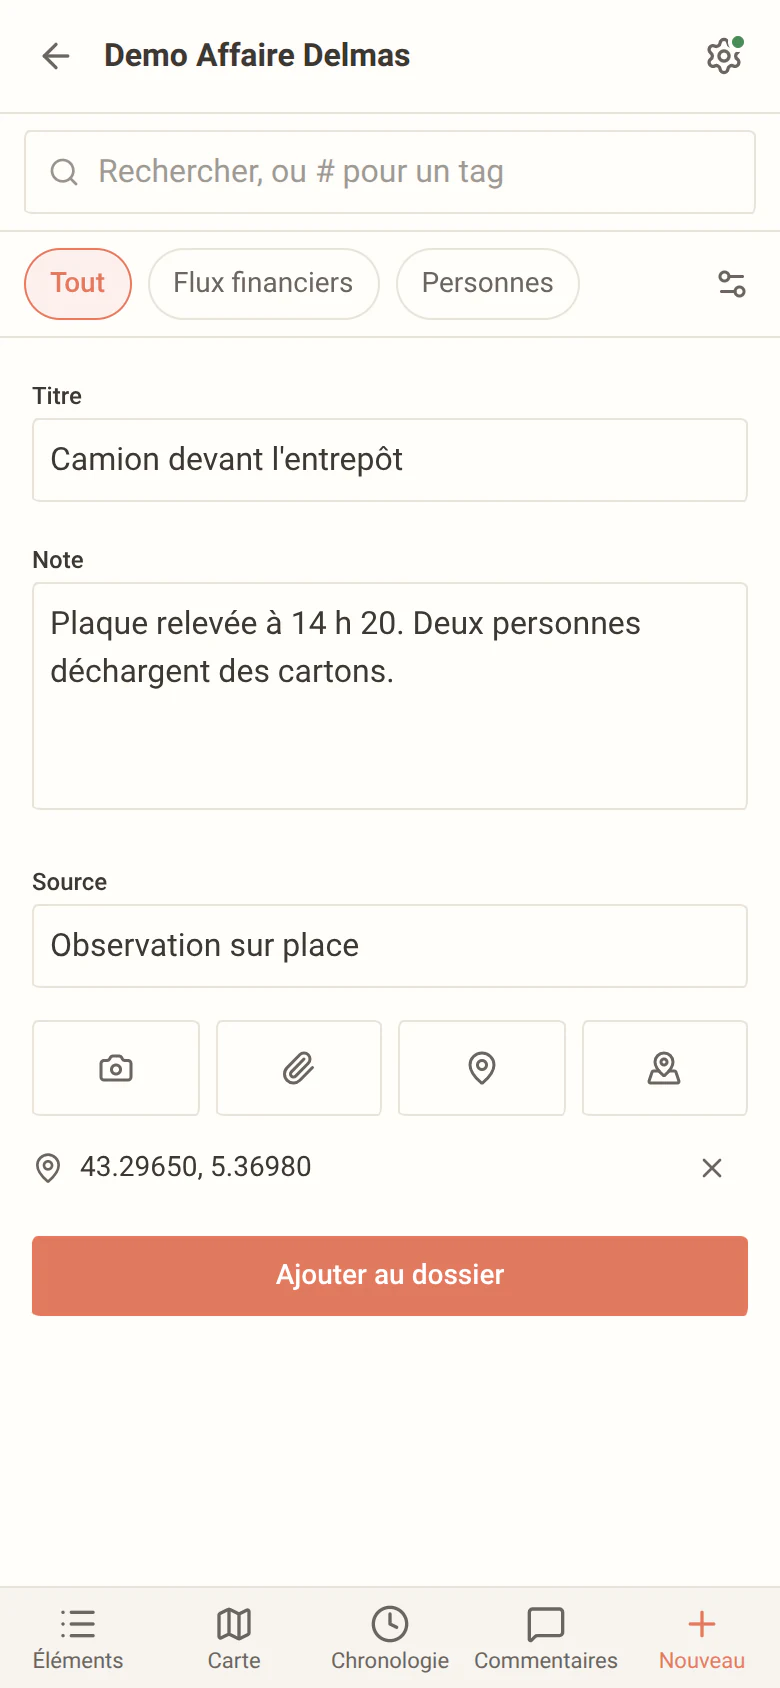 Demo Affaire Delmas
Rechercher, ou # pour un tag
Tout
Flux financiers
Personnes
Titre
Camion devant l'entrepôt
Note
Plaque relevée à 14 h 20. Deux personnes
déchargent des cartons.
Source
Observation sur place
43.29650, 5.36980
Ajouter au dossier
Éléments
Carte
Chronologie
Commentaires
Nouveau